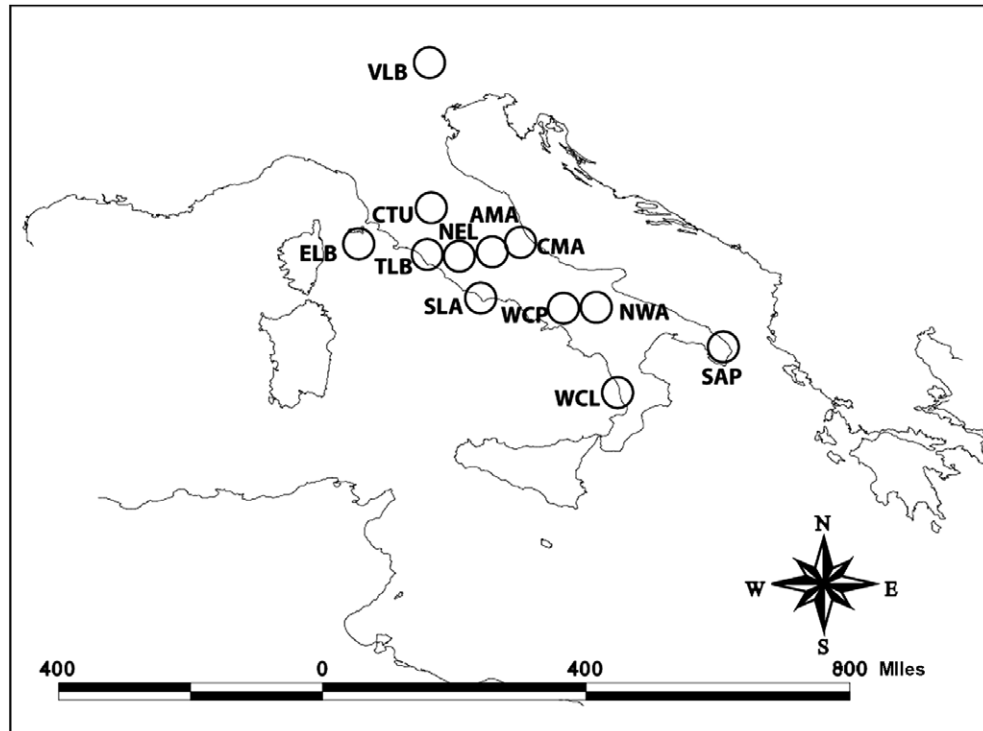 VLB
CTU
AMA
NEL
ELB
CMA
TLB
SLA
WCP
NWA
SAP
WCL
N
W
E
S
400 0 400 800 MIles